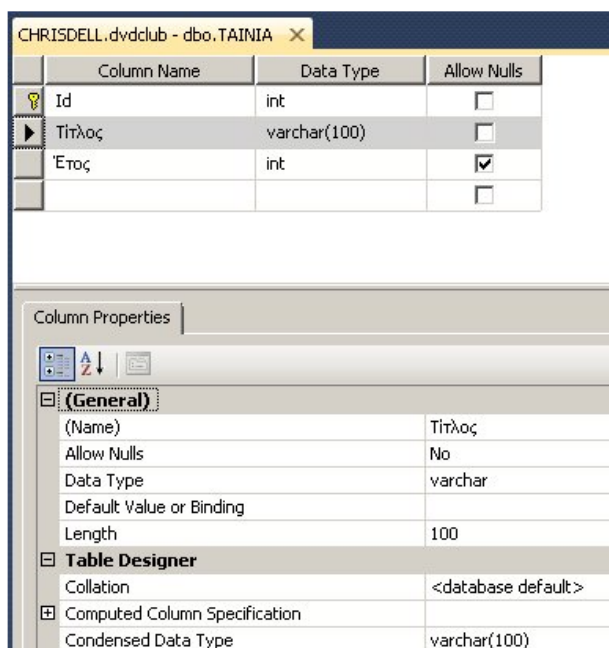 CHRISDELL.dvdclub - dbo.TAINIA
Column Name Data Type Allow Nulls
Id int
Τίτλος varchar(100)
Έτος int
Column Properties
A Z
(General)
(Name) Τίτλος
Allow Nulls No
Data Type varchar
Default Value or Binding
Length 100
Table Designer
Collation <database default>
Computed Column Specification
Condensed Data Type varchar(100)